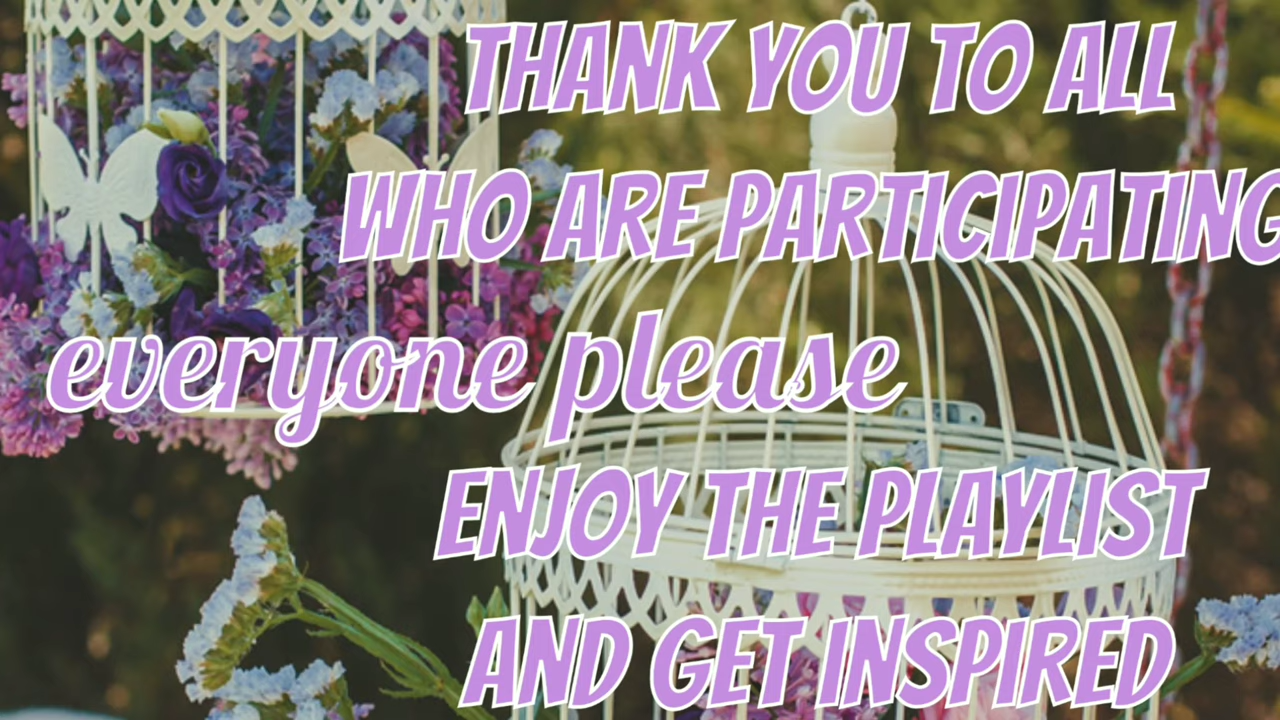 THANK YOU TO ALL
WHO ARE PARTICIPATING
everyone please
ENJOY THE PLAYLIST
AND GET INSPIRED